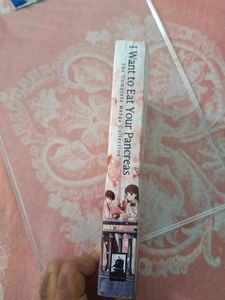 I Want to Eat Your Pancreas
The Complete Manga Collection